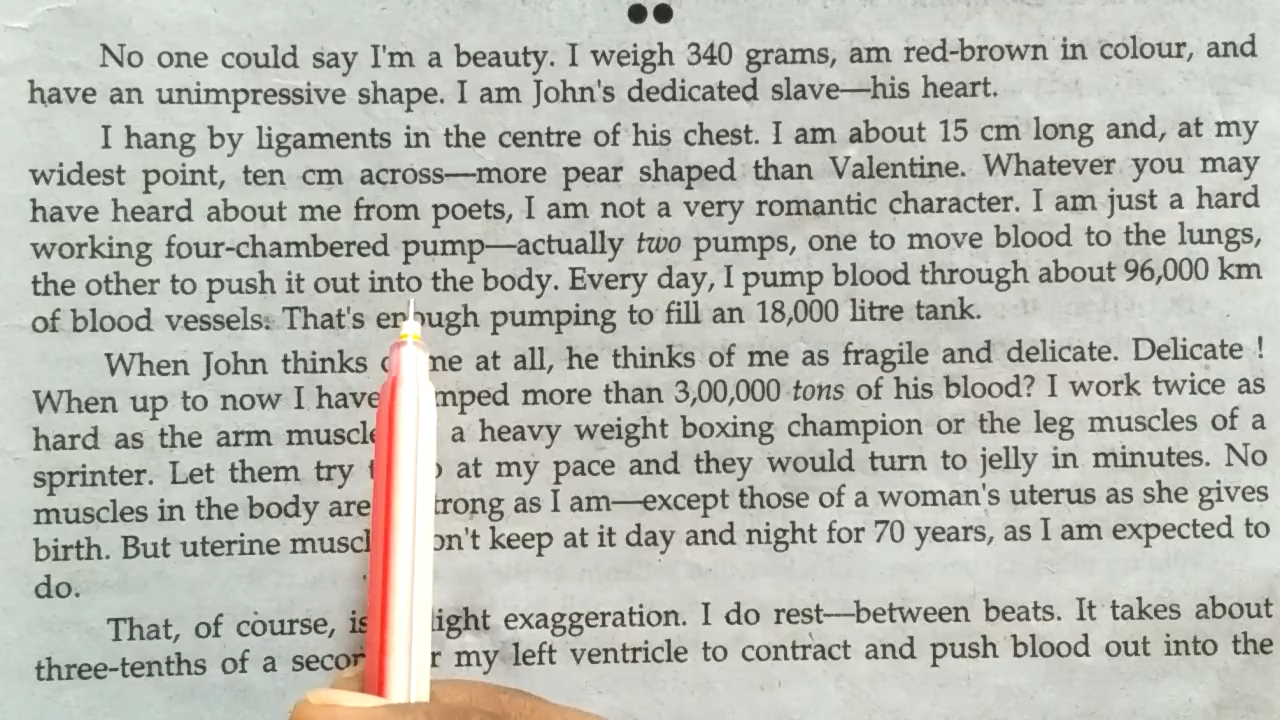 No one could say I'm a beauty. I weigh 340 grams, am red-brown in colour, and
have an unimpressive shape. I am John's dedicated slave—his heart.
I hang by ligaments in the centre of his chest. I am about 15 cm long and, at my
widest point, ten cm across—more pear shaped than Valentine. Whatever you may
have heard about me from poets, I am not a very romantic character. I am just a hard
working four-chambered pump—actually two pumps, one to move blood to the lungs,
the other to push it out into the body. Every day, I pump blood through about 96,000 km
of blood vessels. That's enough pumping to fill an 18,000 litre tank.
When John thinks me at all, he thinks of me as fragile and delicate. Delicate !
When up to now I have more than 3,00,000 tons of his blood? I work twice as
hard as the arm a heavy weight boxing champion or the leg muscles of a
sprinter. Let them try at my pace and they would turn to jelly in minutes. No
muscles in the body are as I am—except those of a woman's uterus as she gives
birth. But uterine keep at it day and night for 70 years, as I am expected to
do.
That, of course, exaggeration. I do rest—between beats. It takes about
three-tenths of a my left ventricle to contract and push blood out into the